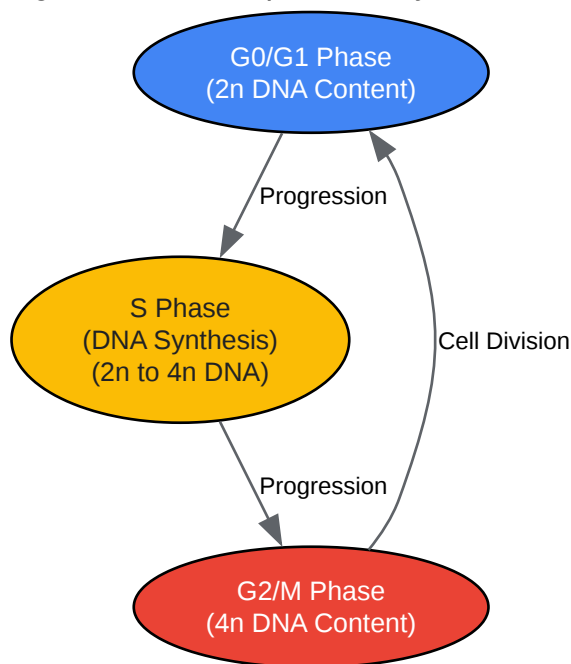 G0/G1 Phase
(2n DNA Content)
Progression
S Phase
(DNA Synthesis)
(2n to 4n DNA)
Cell Division
Progression
G2/M Phase
(4n DNA Content)